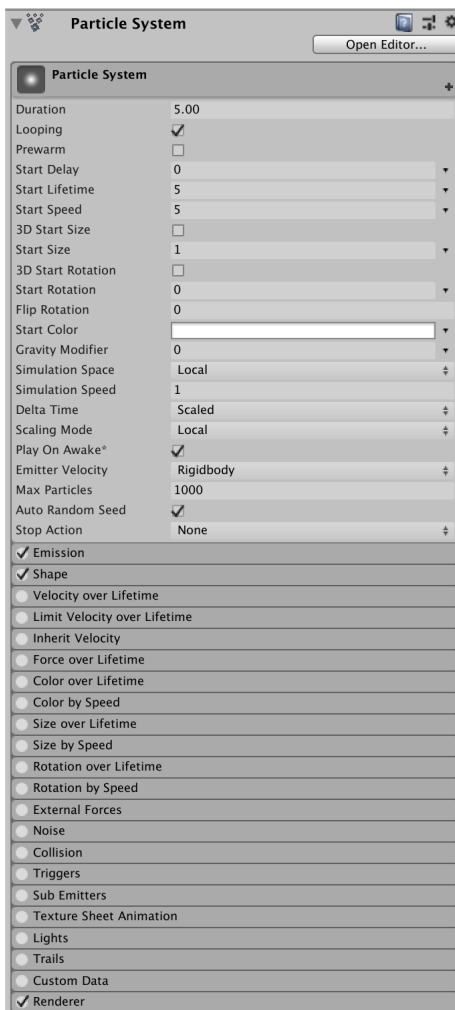 Particle System
Open Editor...
Particle System
Duration 5.00
Looping
Prewarm
Start Delay 0
Start Lifetime 5
Start Speed 5
3D Start Size
Start Size 1
3D Start Rotation
Start Rotation 0
Flip Rotation 0
Start Color
Gravity Modifier 0
Simulation Space Local
Simulation Speed 1
Delta Time Scaled
Scaling Mode Local
Play On Awake*
Emitter Velocity Rigidbody
Max Particles 1000
Auto Random Seed
Stop Action None
Emission
Shape
Velocity over Lifetime
Limit Velocity over Lifetime
Inherit Velocity
Force over Lifetime
Color over Lifetime
Color by Speed
Size over Lifetime
Size by Speed
Rotation over Lifetime
Rotation by Speed
External Forces
Noise
Collision
Triggers
Sub Emitters
Texture Sheet Animation
Lights
Trails
Custom Data
Renderer